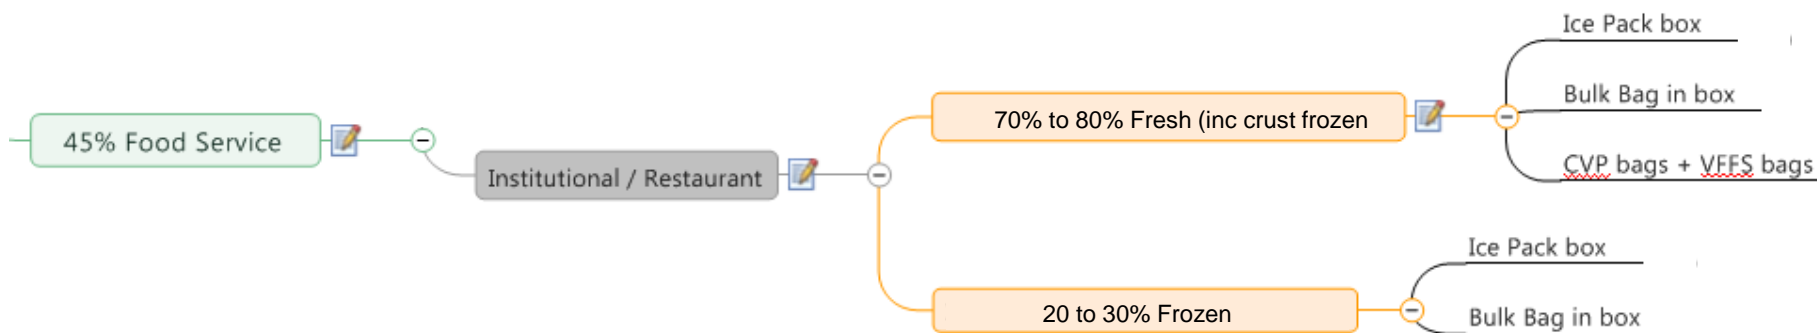 45% Food Service
Institutional / Restaurant
70% to 80% Fresh (inc crust frozen
Ice Pack box
Bulk Bag in box
CVP bags + VFFS bags
20 to 30% Frozen
Ice Pack box
Bulk Bag in box